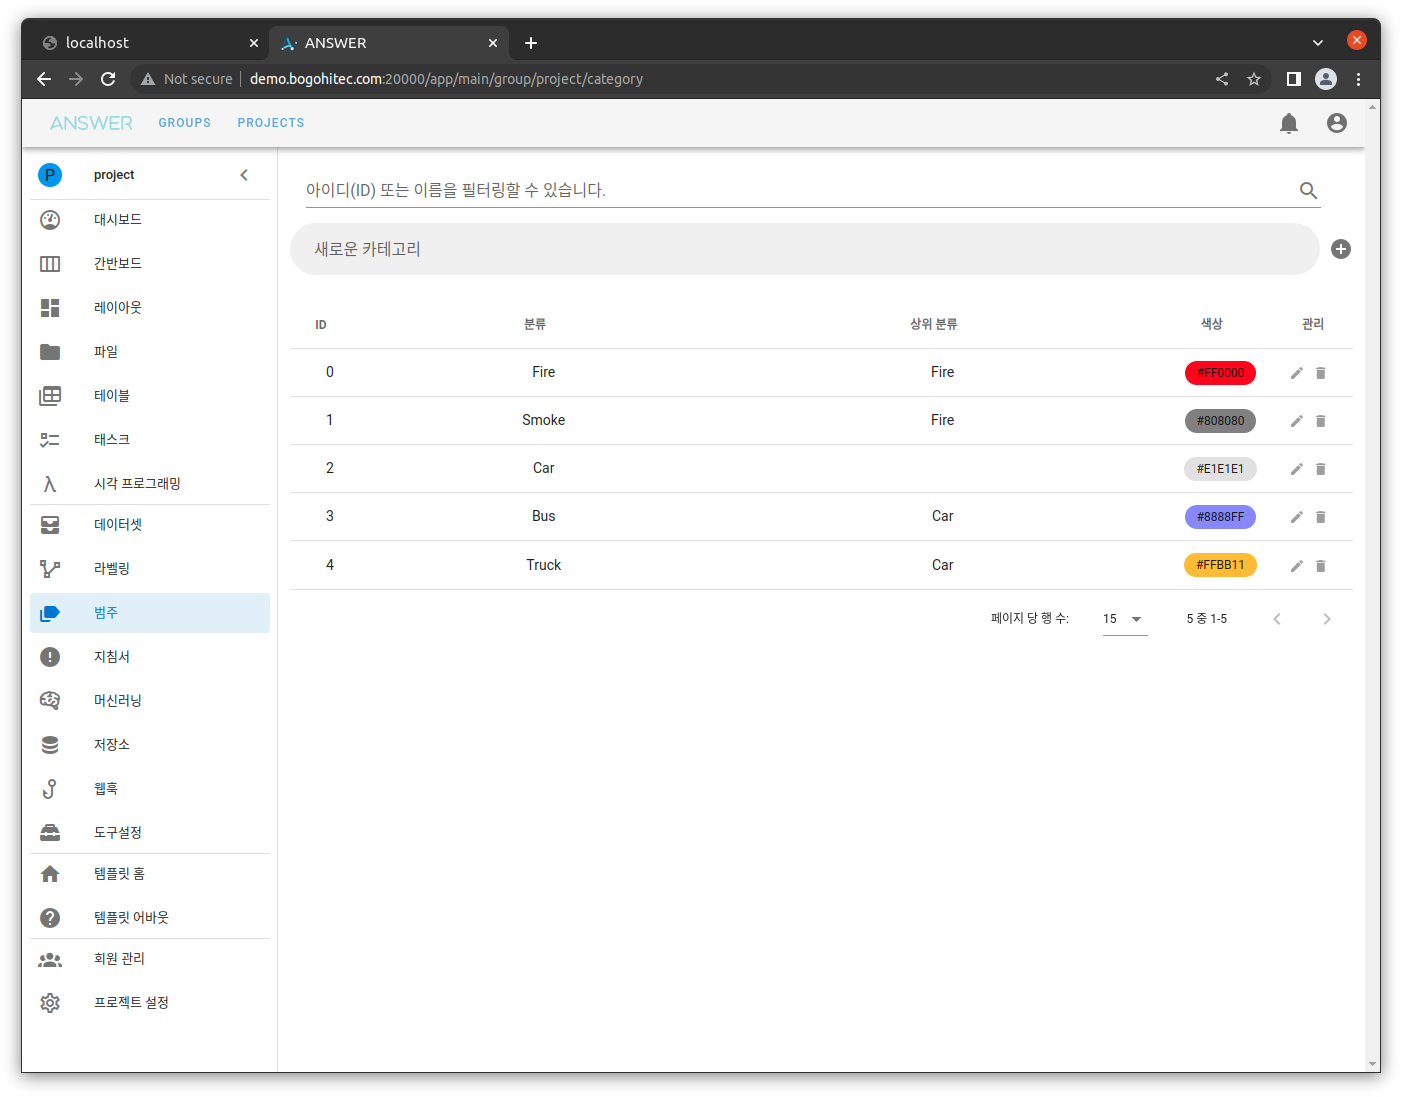 localhost
ANSWER
Not secure
demo.bogohitec.com:20000/app/main/group/project/category
ANSWER
GROUPS
PROJECTS
P
project
대시보드
간반보드
레이아웃
파일
테이블
태스크
시각 프로그래밍
데이터셋
라벨링
범주
지침서
머신러닝
저장소
웹훅
도구설정
템플릿 홈
템플릿 어바웃
회원 관리
프로젝트 설정
아이디(ID) 또는 이름을 필터링할 수 있습니다.
새로운 카테고리
ID 분류 상위 분류 색상 관리
0 Fire Fire #FF0000
1 Smoke Fire #808080
2 Car #E1E1E1
3 Bus Car #8888FF
4 Truck Car #FFBB11
페이지 당 행 수: 15 5 중 1-5